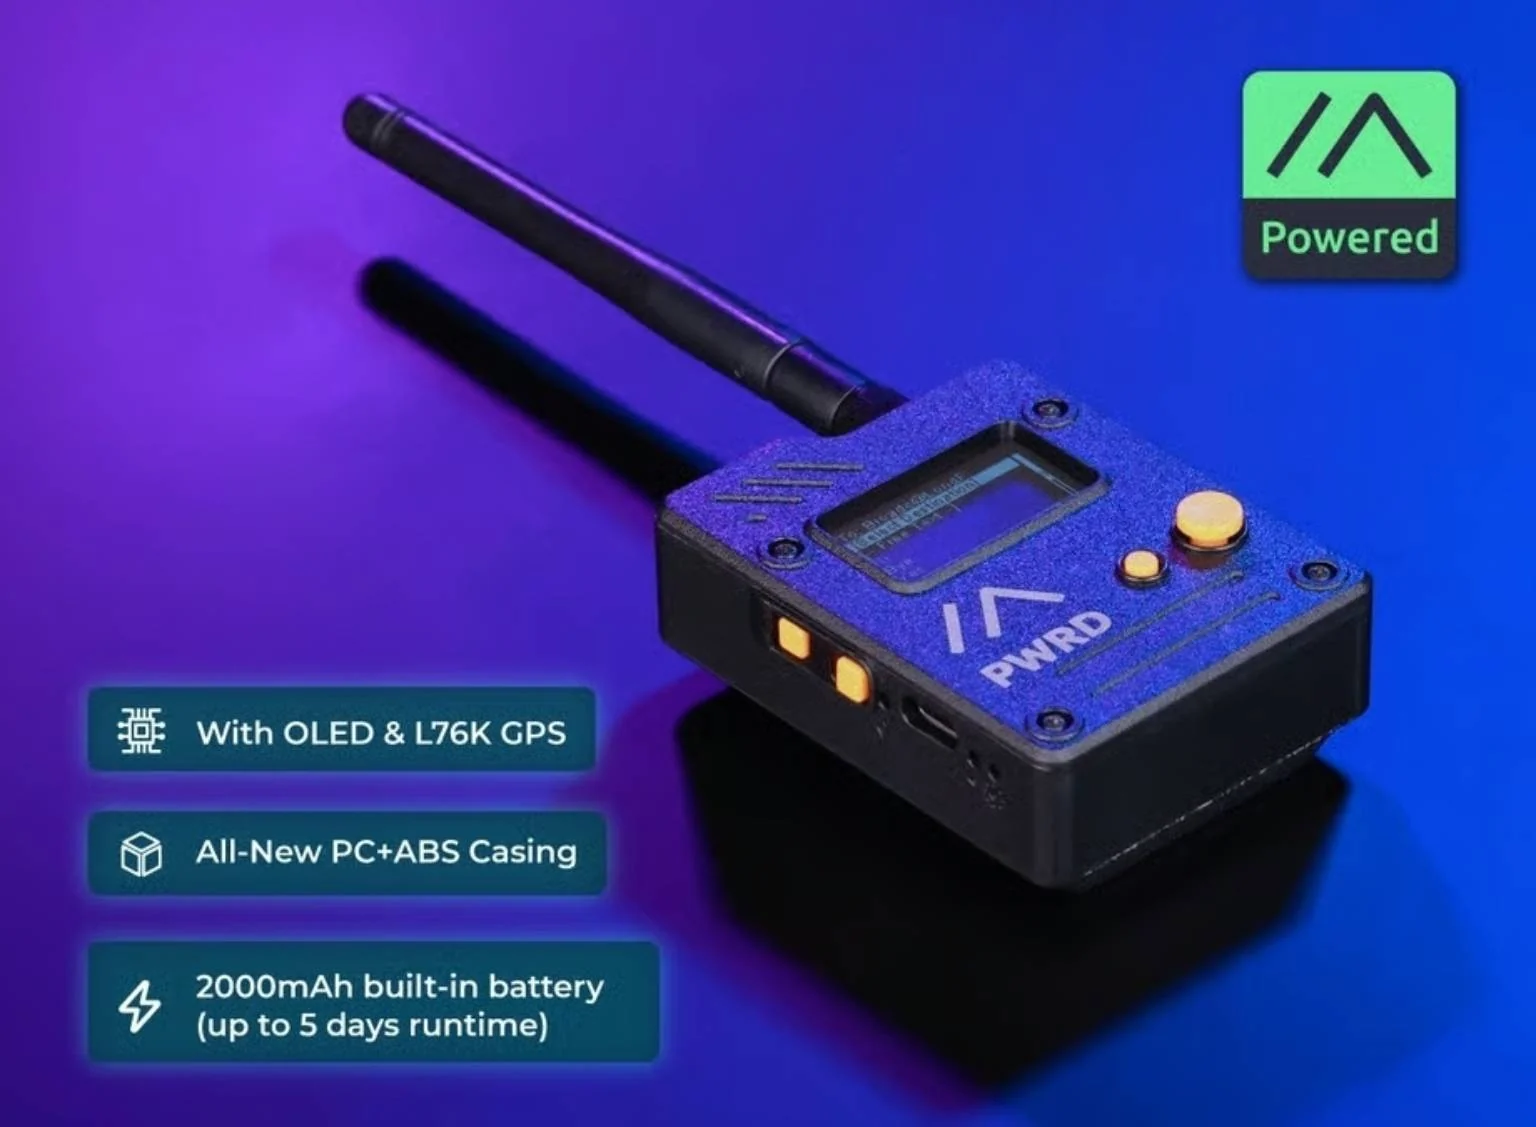 Powered
PWRD
With OLED & L76K GPS
All-New PC+ABS Casing
2000mAh built-in battery
(up to 5 days runtime)